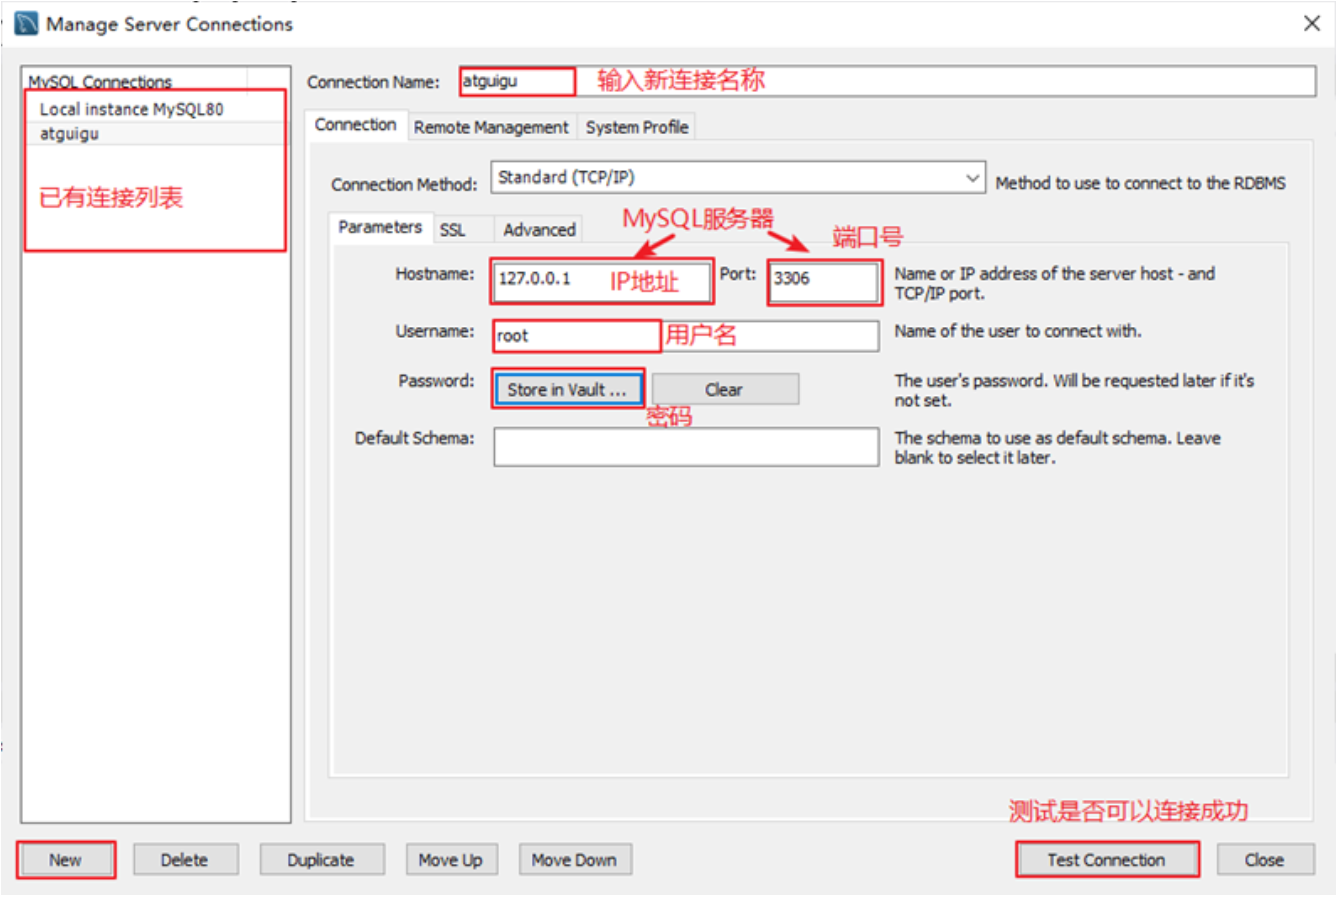 Manage Server Connections
MySQL Connections
Local instance MySQL80
atguigu
已有连接列表
Connection Name: atguigu 输入新连接名称
Connection Remote Management System Profile
Connection Method: Standard (TCP/IP) Method to use to connect to the RDBMS
Parameters SSL Advanced
MySQL服务器
端口号
Hostname: 127.0.0.1 IP地址 Port: 3306 Name or IP address of the server host - and
TCP/IP port.
Username: root 用户名 Name of the user to connect with.
Password: Store in Vault ... Clear The user's password. Will be requested later if it's
not set.
密码
Default Schema: The schema to use as default schema. Leave
blank to select it later.
测试是否可以连接成功
New Delete Duplicate Move Up Move Down Test Connection Close